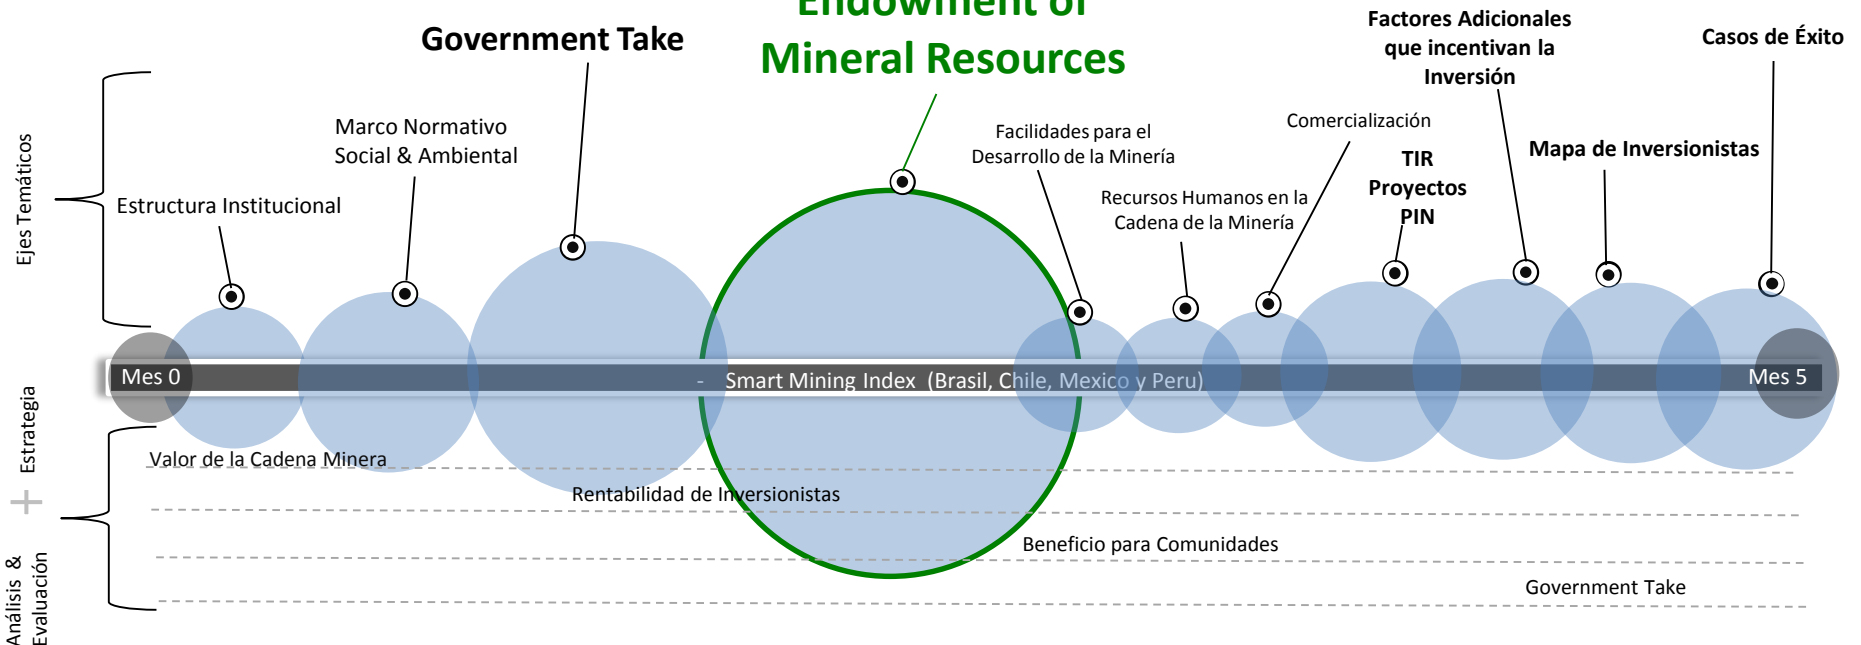 Endowment of
Mineral Resources
Government Take
Factores Adicionales
que incentivan la
Inversión
Casos de Éxito
Marco Normativo
Social & Ambiental
Facilidades para el
Desarrollo de la Minería
Comercialización
TIR
Proyectos
PIN
Mapa de Inversionistas
Estructura Institucional
Recursos Humanos en la
Cadena de la Minería
Ejes Temáticos
Mes 0
- Smart Mining Index (Brasil, Chile, Mexico y Peru)
Mes 5
Estrategia
+
Análisis &
Evaluación
Valor de la Cadena Minera
Rentabilidad de Inversionistas
Beneficio para Comunidades
Government Take